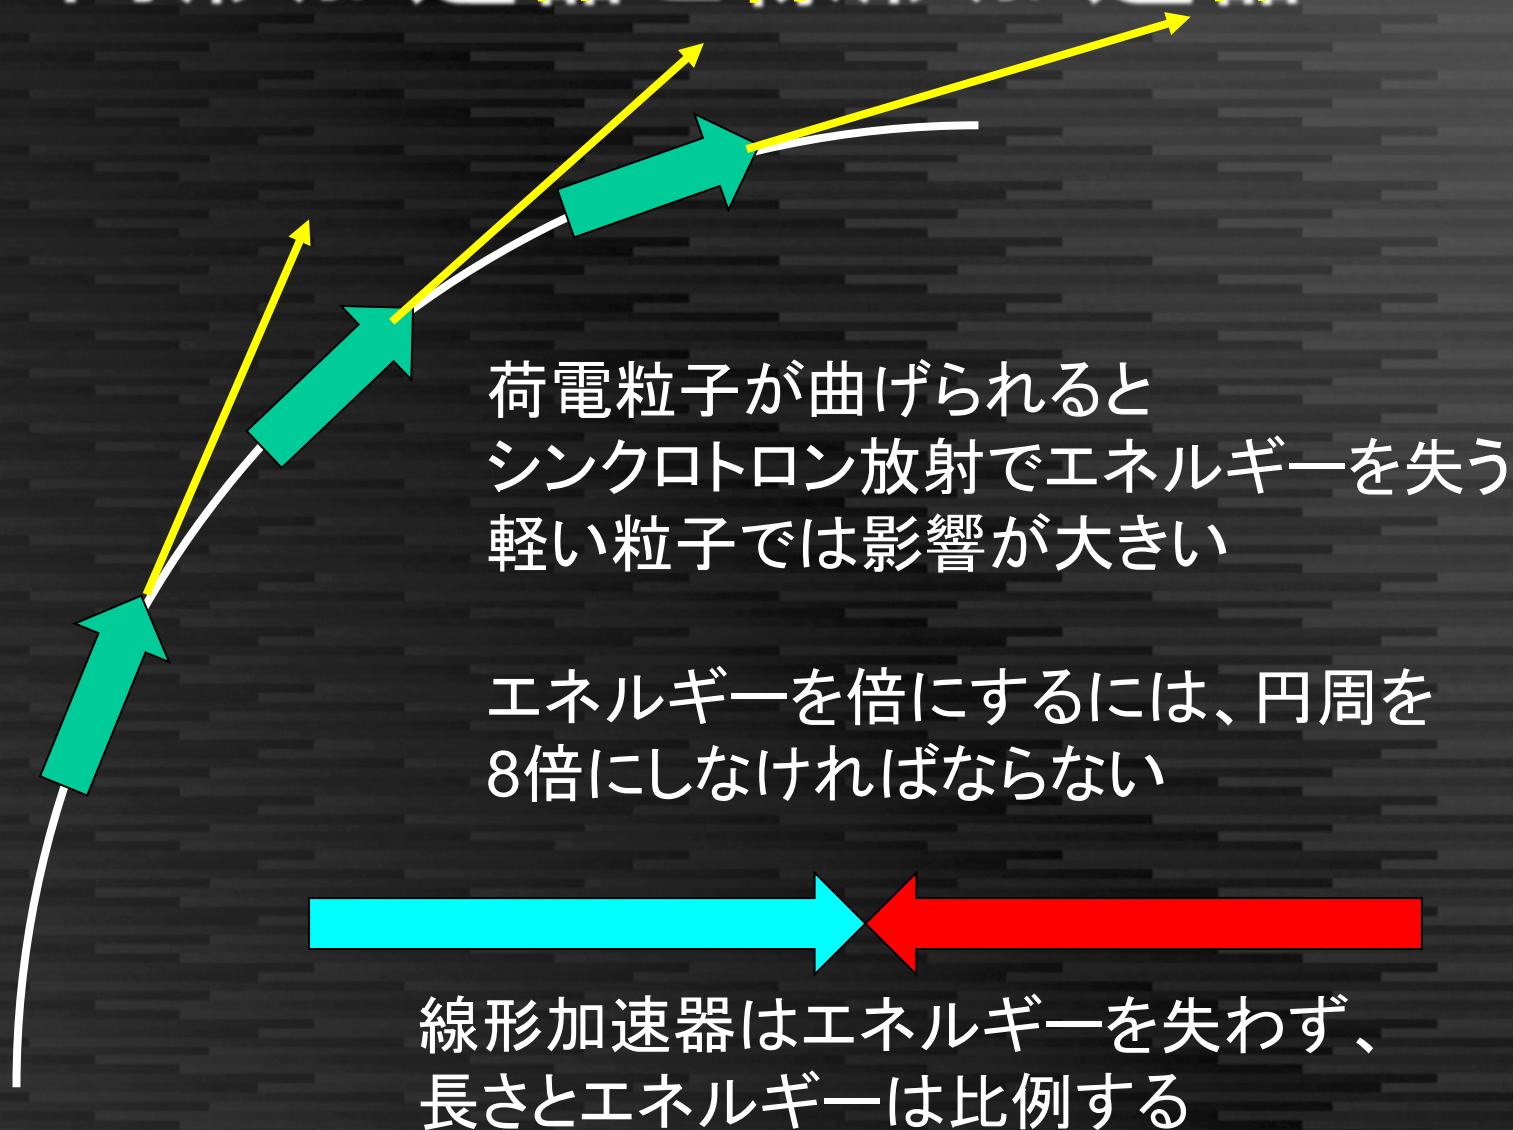 荷電粒子が曲げられると
シンクロトロン放射でエネルギーを失う
軽い粒子では影響が大きい
エネルギーを倍にするには、円周を
8倍にしなければならない
線形加速器はエネルギーを失わず、
長さとエネルギーは比例する